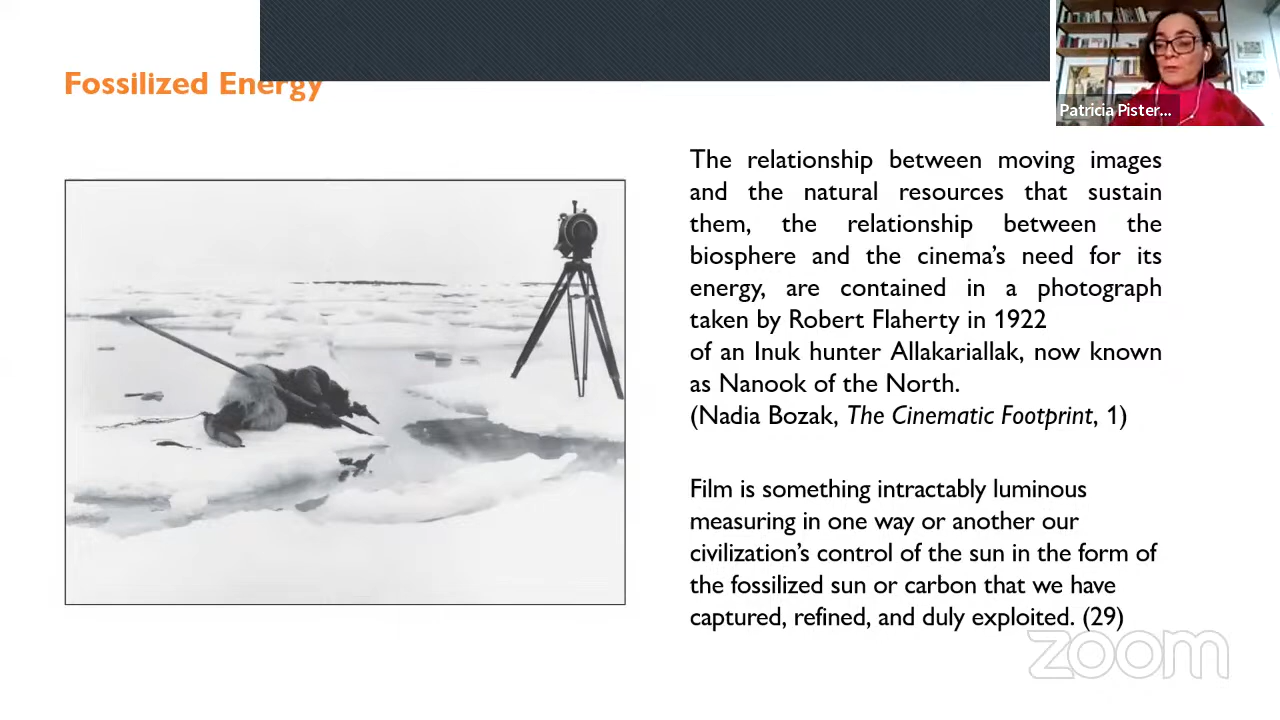 Fossilized Energy
Patricia Pister...
The relationship between moving images
and the natural resources that sustain
them, the relationship between the
biosphere and the cinema’s need for its
energy, are contained in a photograph
taken by Robert Flaherty in 1922
of an Inuk hunter Allakariallak, now known
as Nanook of the North.
(Nadia Bozak, The Cinematic Footprint, 1)
Film is something intractably luminous
measuring in one way or another our
civilization’s control of the sun in the form of
the fossilized sun or carbon that we have
captured, refined, and duly exploited. (29)
zoom